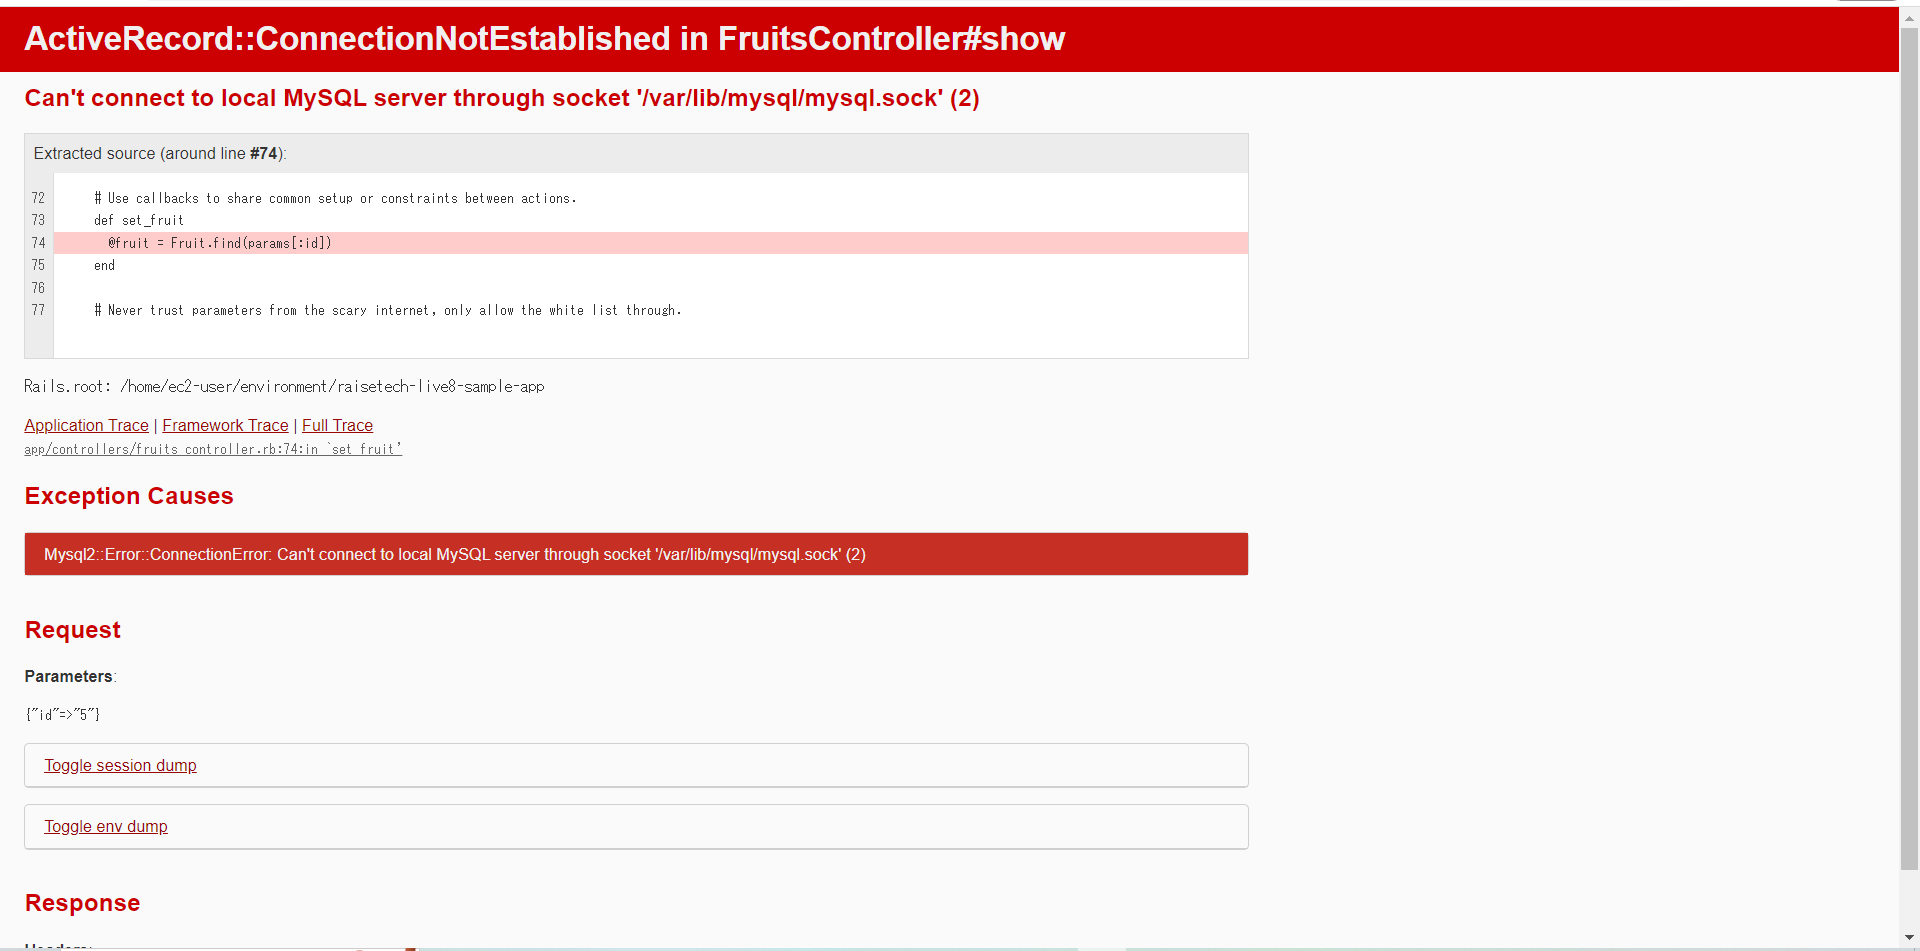 ActiveRecord::ConnectionNotEstablished in FruitsController#show
Can't connect to local MySQL server through socket '/var/lib/mysql/mysql.sock' (2)
Extracted source (around line #74):
72 # Use callbacks to share common setup or constraints between actions.
73 def set_fruit
74 @fruit = Fruit.find(params[:id])
75 end
76
77 # Never trust parameters from the scary internet, only allow the white list through.
Rails.root: /home/ec2-user/environment/raisetech-live8-sample-app
Application Trace | Framework Trace | Full Trace
app/controllers/fruits_controller.rb:74:in `set_fruit'
Exception Causes
Mysql2::Error::ConnectionError: Can't connect to local MySQL server through socket '/var/lib/mysql/mysql.sock' (2)
Request
Parameters:
{"id"=>"5"}
Toggle session dump
Toggle env dump
Response